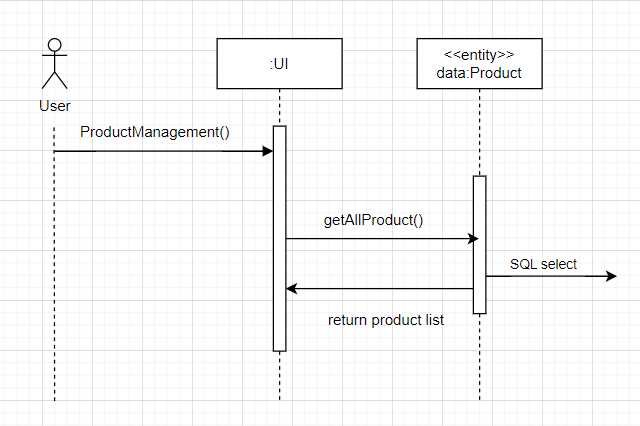 :UI
<<entity>>
data:Product
User
ProductManagement()
getAllProduct()
SQL select
return product list